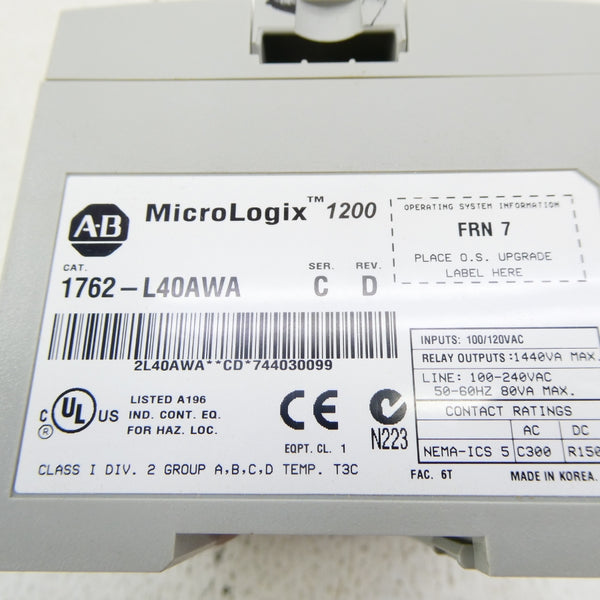 AB MicroLogix™ 1200
OPERATING SYSTEM INFORMATION
FRN 7
PLACE O.S. UPGRADE
LABEL HERE
CAT. SER. REV.
1762-L40AWA C D
2L40AWA**CD*744030099
INPUTS: 100/120VAC
RELAY OUTPUTS:1440VA MAX.
LINE: 100-240VAC
50-60HZ 80VA MAX.
CONTACT RATINGS
AC DC
NEMA-ICS 5 C300 R150
C UL US
®
LISTED A196
IND. CONT. EQ.
FOR HAZ. LOC.
CE
EQPT. CL. 1
N223
CLASS I DIV. 2 GROUP A,B,C,D TEMP. T3C
FAC. 6T MADE IN KOREA.